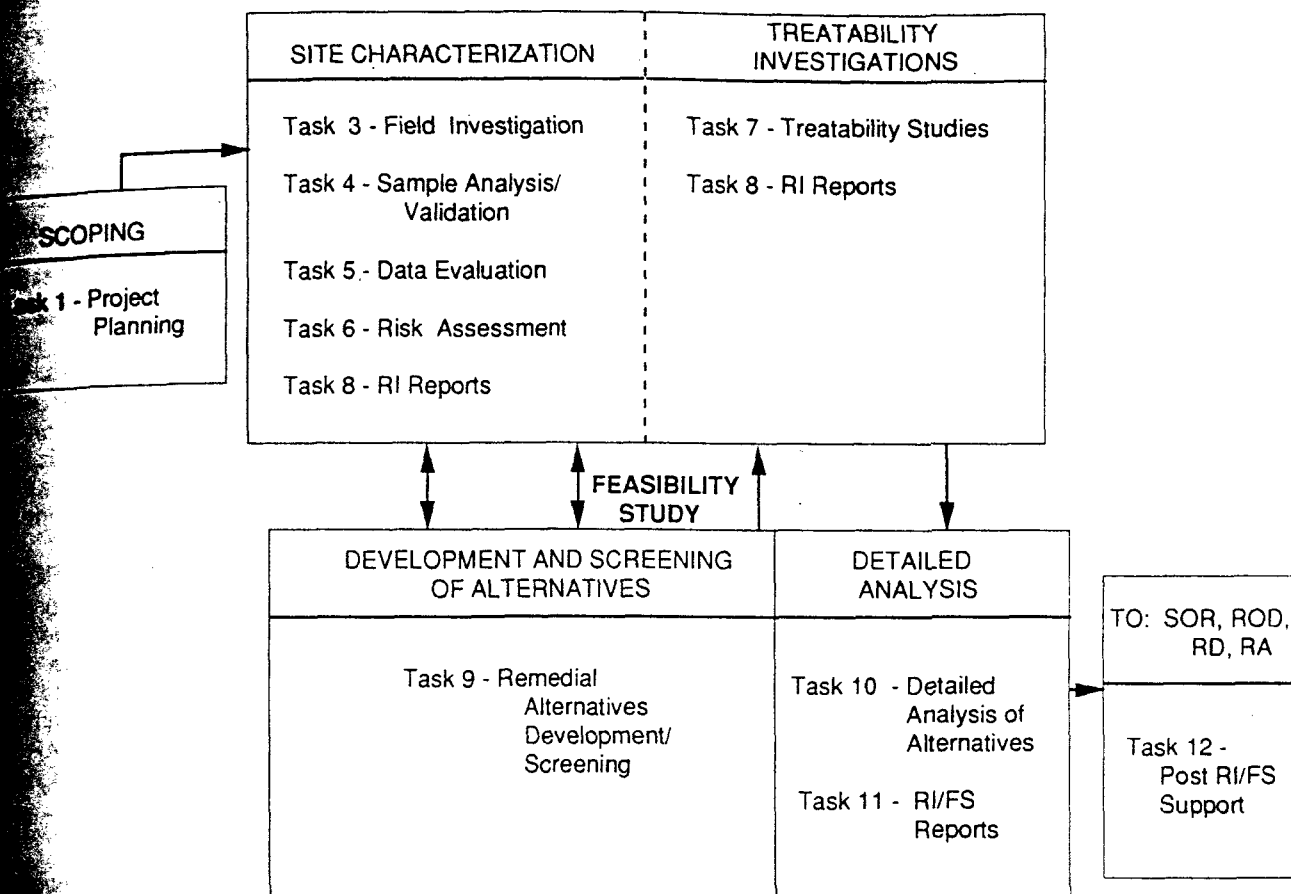 SITE CHARACTERIZATION
Task 3 - Field Investigation
Task 4 - Sample Analysis/
Validation
Task 5 - Data Evaluation
Task 6 - Risk Assessment
Task 8 - RI Reports
TREATABILITY
INVESTIGATIONS
Task 7 - Treatability Studies
Task 8 - RI Reports
SCOPING
Task 1 - Project
Planning
FEASIBILITY
STUDY
DEVELOPMENT AND SCREENING
OF ALTERNATIVES
Task 9 - Remedial
Alternatives
Development/
Screening
DETAILED
ANALYSIS
Task 10 - Detailed
Analysis of
Alternatives
Task 11 - RI/FS
Reports
TO: SOR, ROD,
RD, RA
Task 12 -
Post RI/FS
Support